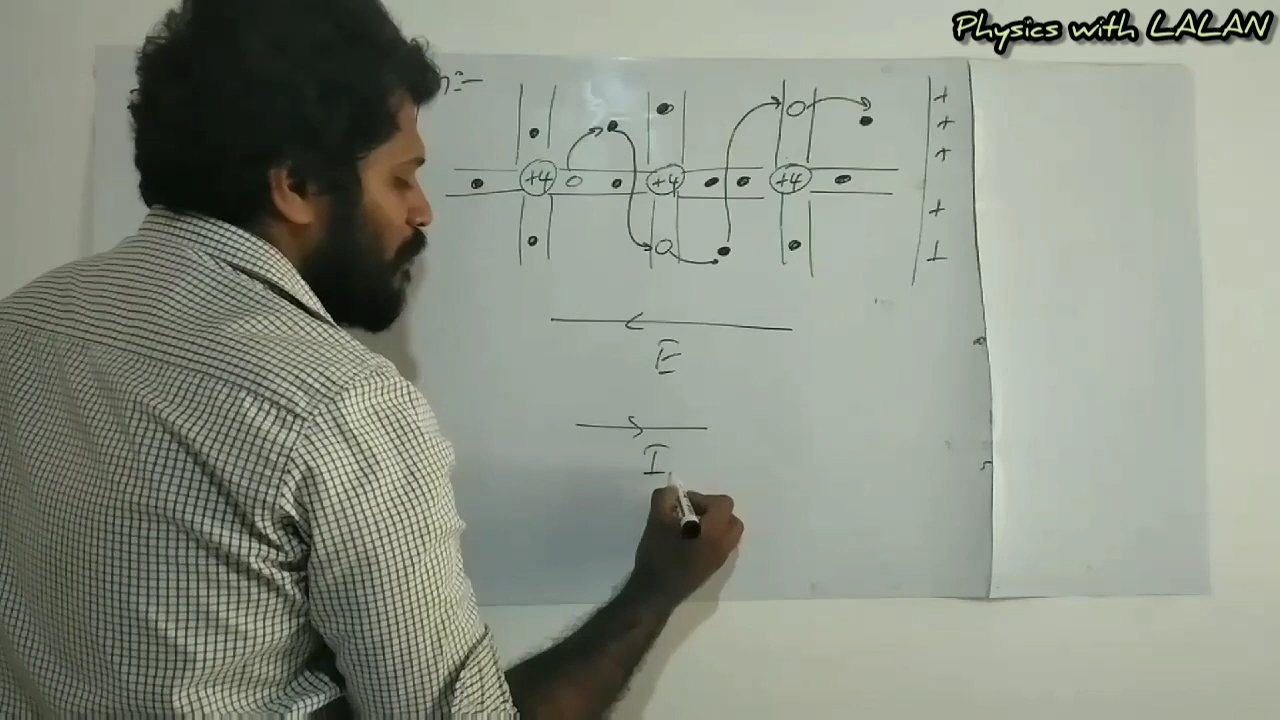 Physics with LALAN
n:-
+
+
+
+4 +4 +4
+
+
E
I